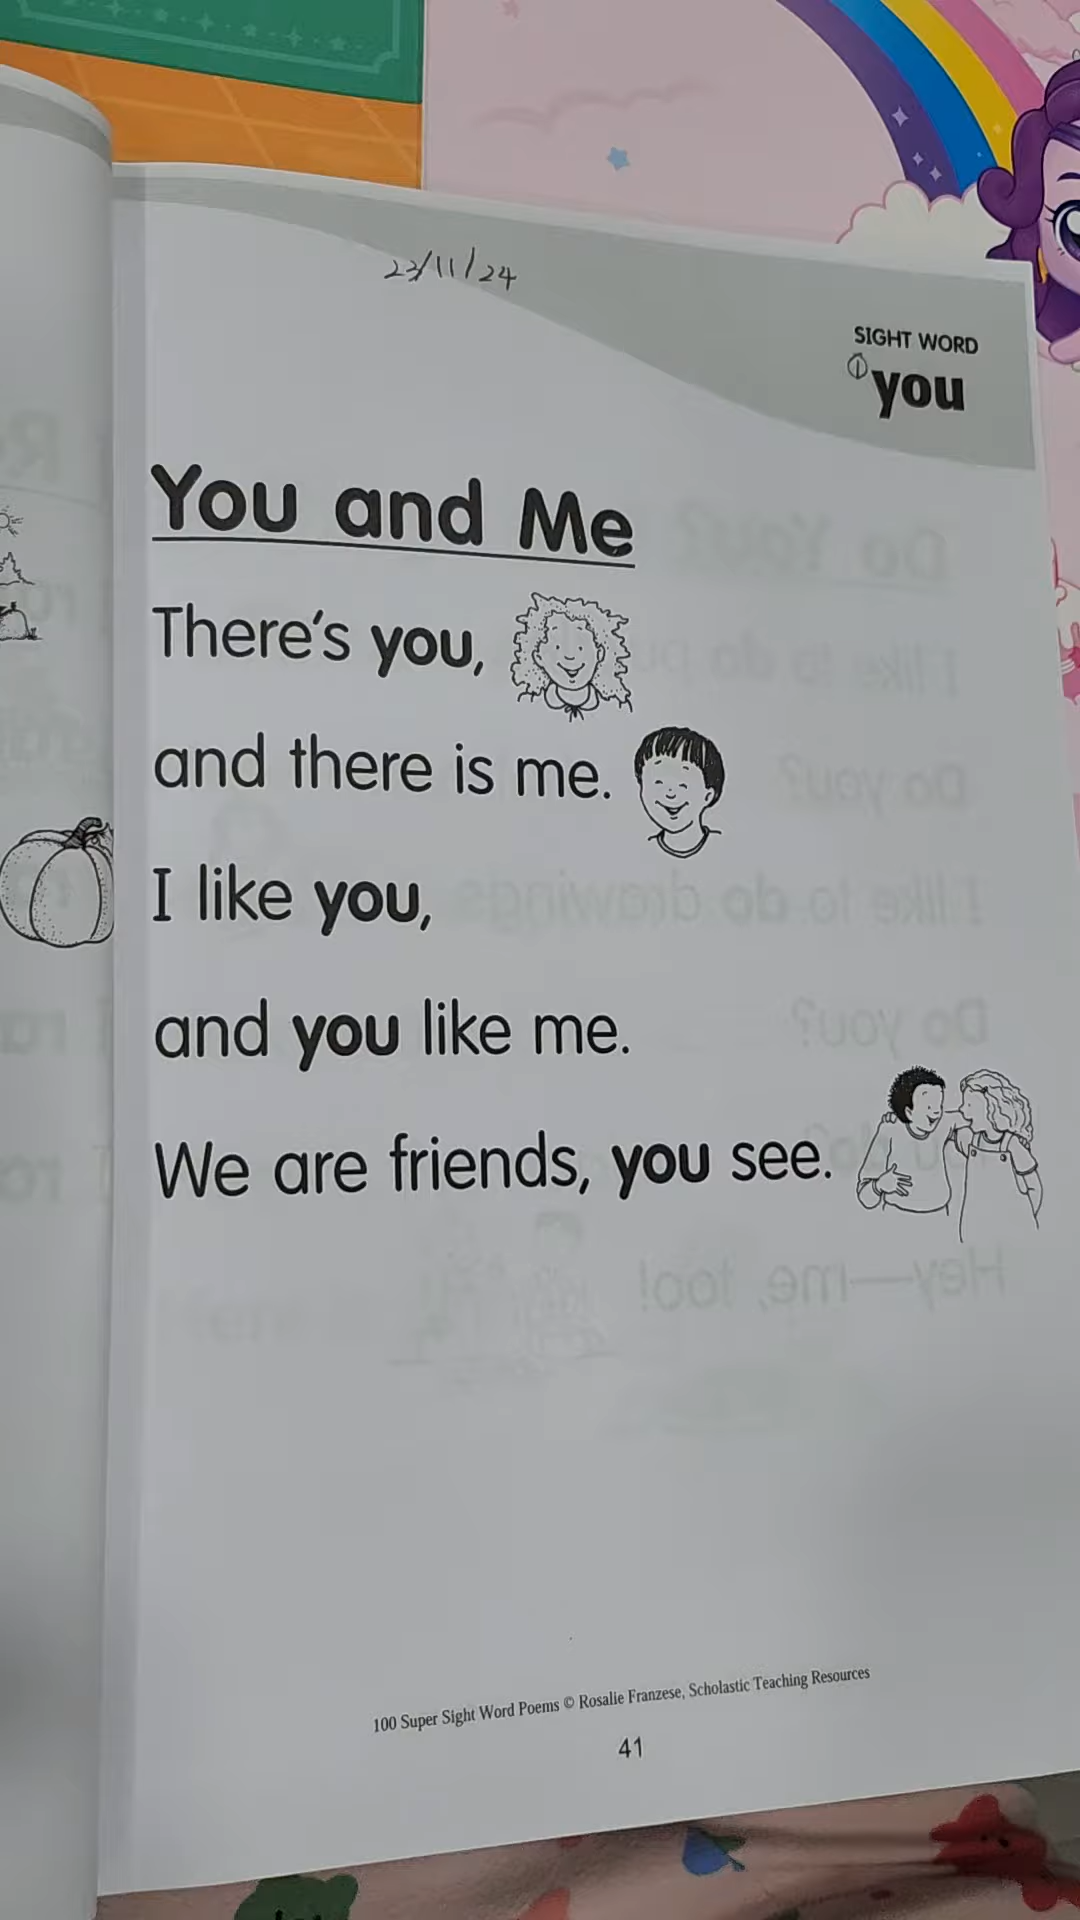 23/11/24
SIGHT WORD
① you
You and Me
There's you,
and there is me.
I like you,
and you like me.
We are friends, you see.
100 Super Sight Word Poems © Rosalie Franzese, Scholastic Teaching Resources
41